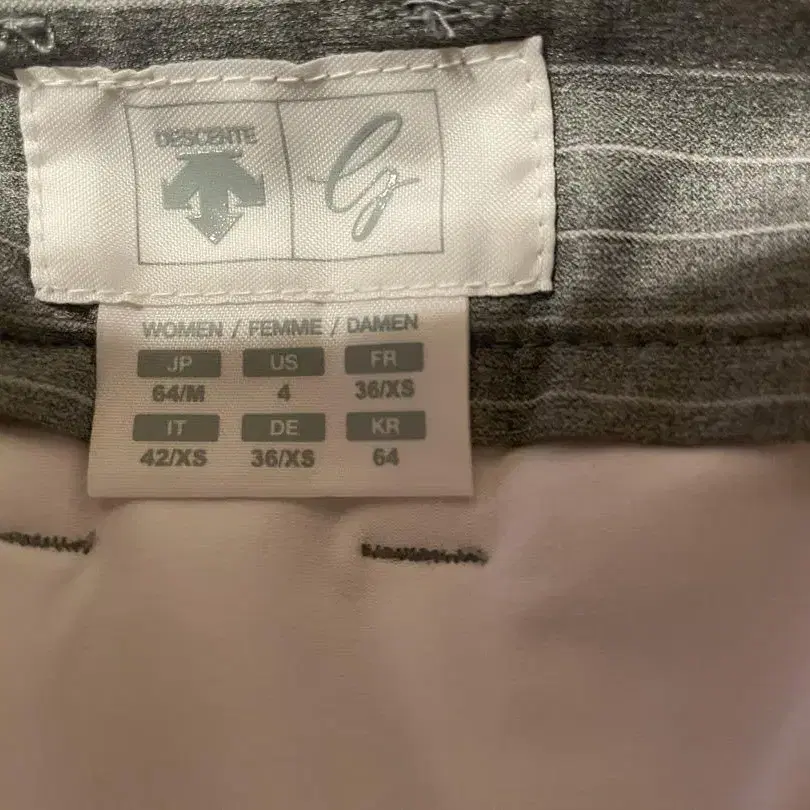 DESCENTE
lg
WOMEN / FEMME / DAMEN
JP US FR
64/M 4 36/XS
IT DE KR
42/XS 36/XS 64